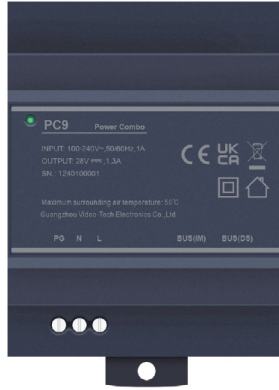 PC9 Power Combo
INPUT: 100-240V~,50/60Hz,1A
OUTPUT: 28V ⎓ ,1.3A
SN.: 1240100001
CE UK CA
Maximum surrounding air temperature: 50℃
Guangzhou Video-Tech Electronics Co.,Ltd
PG N L BUS(IM) BUS(DS)